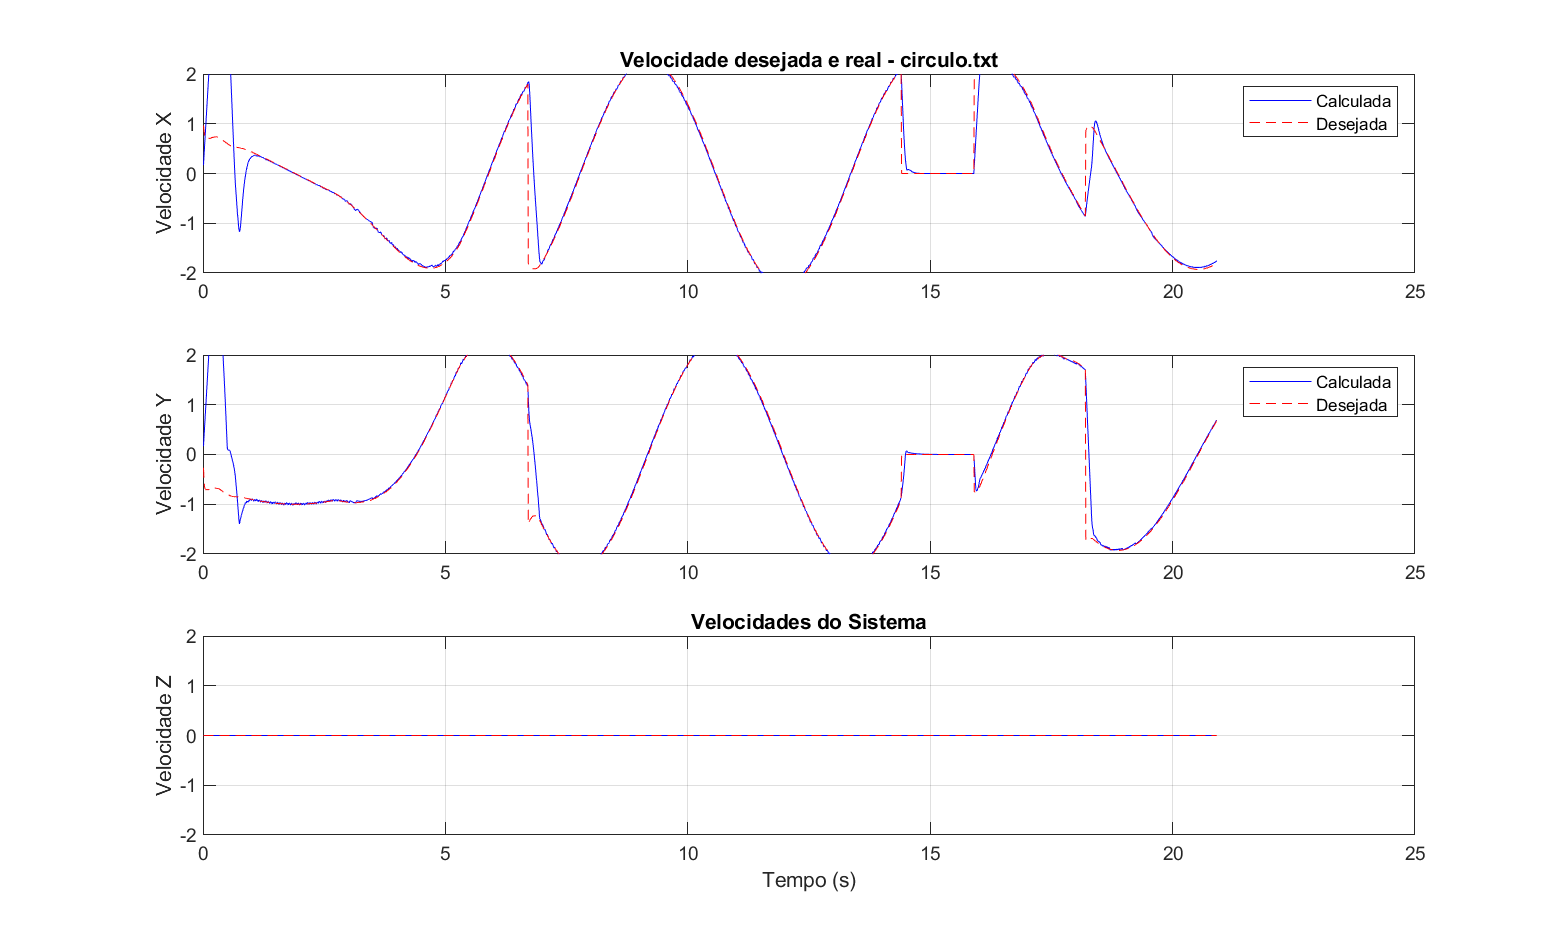 Velocidade desejada e real - circulo.txt
Velocidade X
2
1
0
-1
-2
0 5 10 15 20 25
Calculada
Desejada
Velocidade Y
2
1
0
-1
-2
0 5 10 15 20 25
Calculada
Desejada
Velocidades do Sistema
Velocidade Z
2
1
0
-1
-2
0 5 10 15 20 25
Tempo (s)